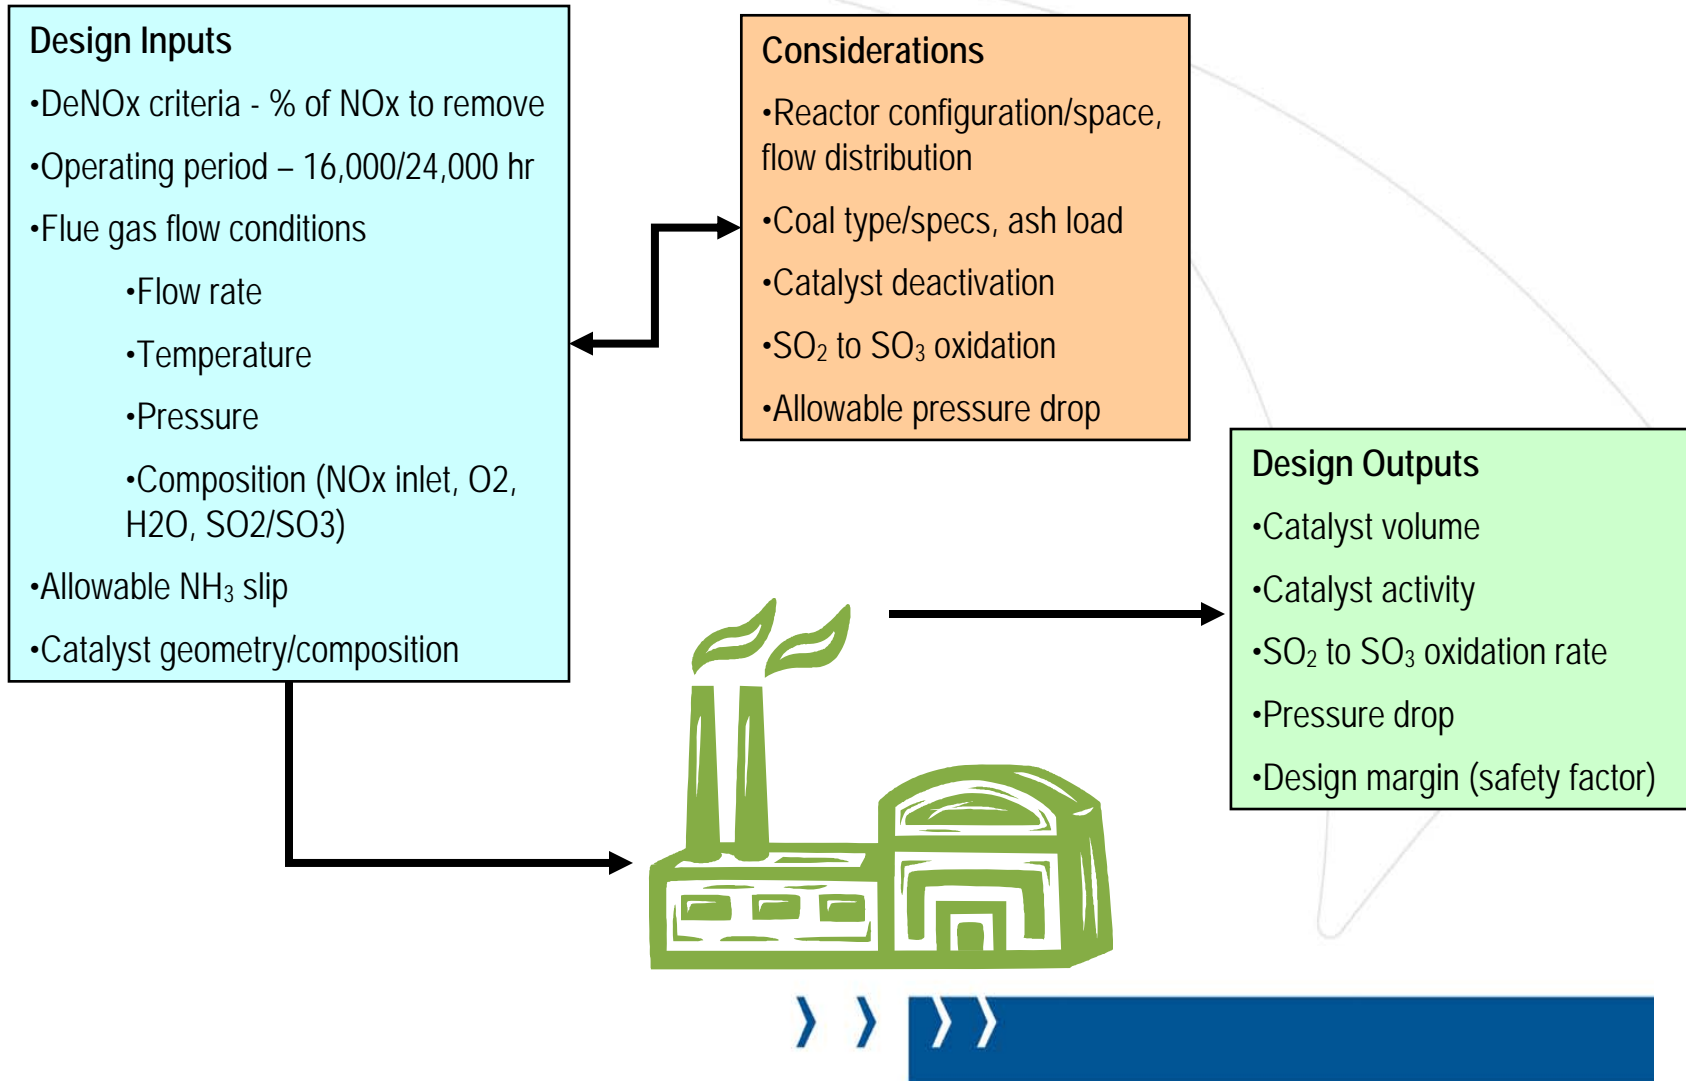 Design Inputs
•DeNOx criteria - % of NOx to remove
•Operating period – 16,000/24,000 hr
•Flue gas flow conditions
•Flow rate
•Temperature
•Pressure
•Composition (NOx inlet, O2,
H2O, SO2/SO3)
•Allowable NH₃ slip
•Catalyst geometry/composition
Considerations
•Reactor configuration/space,
flow distribution
•Coal type/specs, ash load
•Catalyst deactivation
•SO₂ to SO₃ oxidation
•Allowable pressure drop
Design Outputs
•Catalyst volume
•Catalyst activity
•SO₂ to SO₃ oxidation rate
•Pressure drop
•Design margin (safety factor)